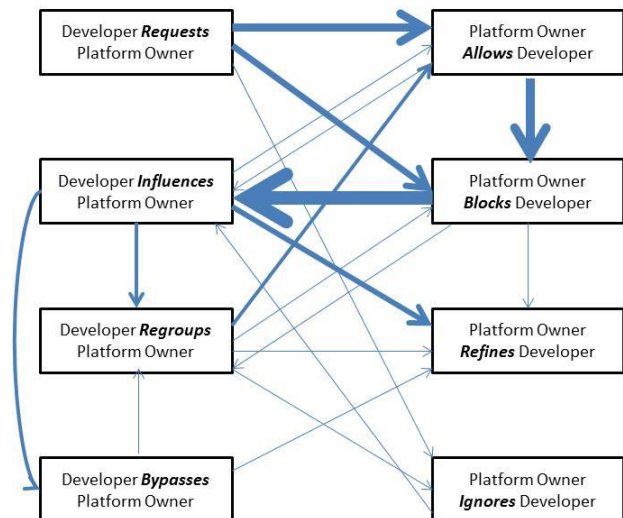 Developer Requests
Platform Owner
Platform Owner
Allows Developer
Developer Influences
Platform Owner
Platform Owner
Blocks Developer
Developer Regroups
Platform Owner
Platform Owner
Refines Developer
Developer Bypasses
Platform Owner
Platform Owner
Ignores Developer